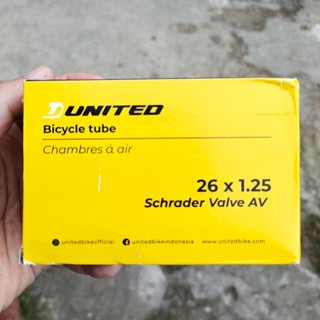 UNITED
Bicycle tube
Chambres á air
26 x 1.25
Schrader Valve AV
unitedbikeofficial unitedbikeindonesia www.unitedbike.com